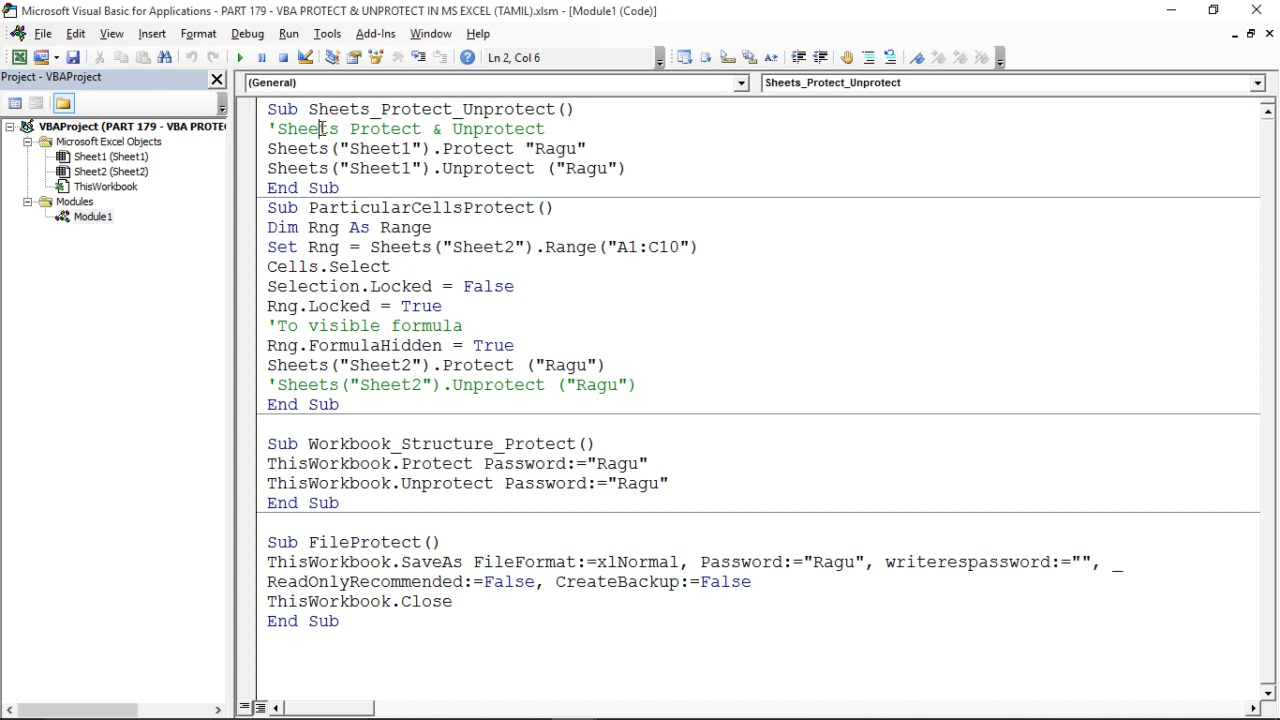 Microsoft Visual Basic for Applications - PART 179 - VBA PROTECT & UNPROTECT IN MS EXCEL (TAMIL).xlsm - [Module1 (Code)]
File Edit View Insert Format Debug Run Tools Add-Ins Window Help
Ln 2, Col 6
Project - VBAProject
(General)
Sheets_Protect_Unprotect
VBAProject (PART 179 - VBA PROTE
Microsoft Excel Objects
Sheet1 (Sheet1)
Sheet2 (Sheet2)
ThisWorkbook
Modules
Module1
Sub Sheets_Protect_Unprotect()
'Sheets Protect & Unprotect
Sheets("Sheet1").Protect "Ragu"
Sheets("Sheet1").Unprotect ("Ragu")
End Sub
Sub ParticularCellsProtect()
Dim Rng As Range
Set Rng = Sheets("Sheet2").Range("A1:C10")
Cells.Select
Selection.Locked = False
Rng.Locked = True
'To visible formula
Rng.FormulaHidden = True
Sheets("Sheet2").Protect ("Ragu")
'Sheets("Sheet2").Unprotect ("Ragu")
End Sub
Sub Workbook_Structure_Protect()
ThisWorkbook.Protect Password:="Ragu"
ThisWorkbook.Unprotect Password:="Ragu"
End Sub
Sub FileProtect()
ThisWorkbook.SaveAs FileFormat:=xlNormal, Password:="Ragu", writerespassword:="", _
ReadOnlyRecommended:=False, CreateBackup:=False
ThisWorkbook.Close
End Sub